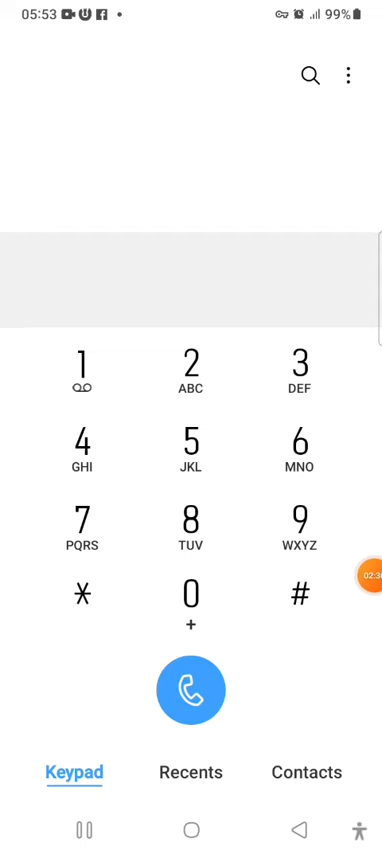 05:53 99%
1 2 3
ABC DEF
4 5 6
GHI JKL MNO
7 8 9
PQRS TUV WXYZ
* 0 #
+
Keypad Recents Contacts